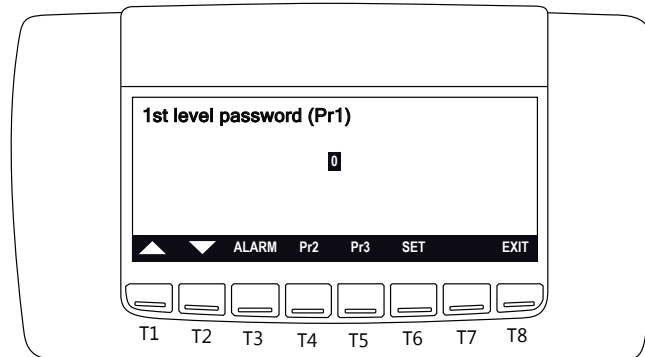 1st level password (Pr1)
0
ALARM Pr2 Pr3 SET EXIT
T1 T2 T3 T4 T5 T6 T7 T8